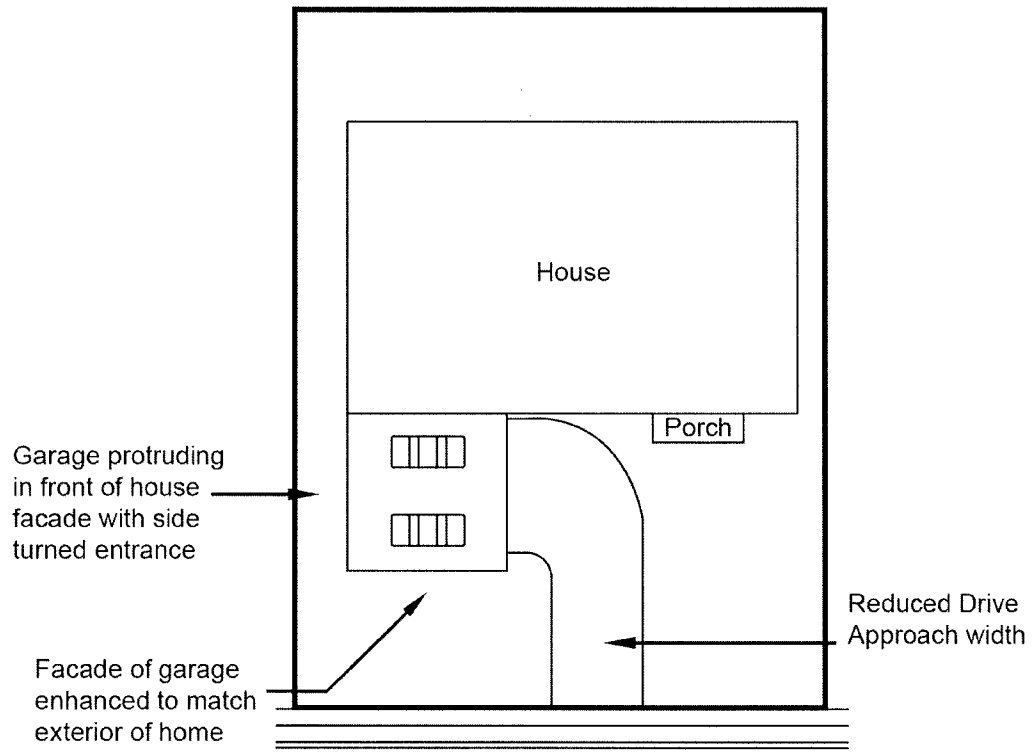 House
Porch
Garage protruding
in front of house
facade with side
turned entrance
Reduced Drive
Approach width
Facade of garage
enhanced to match
exterior of home